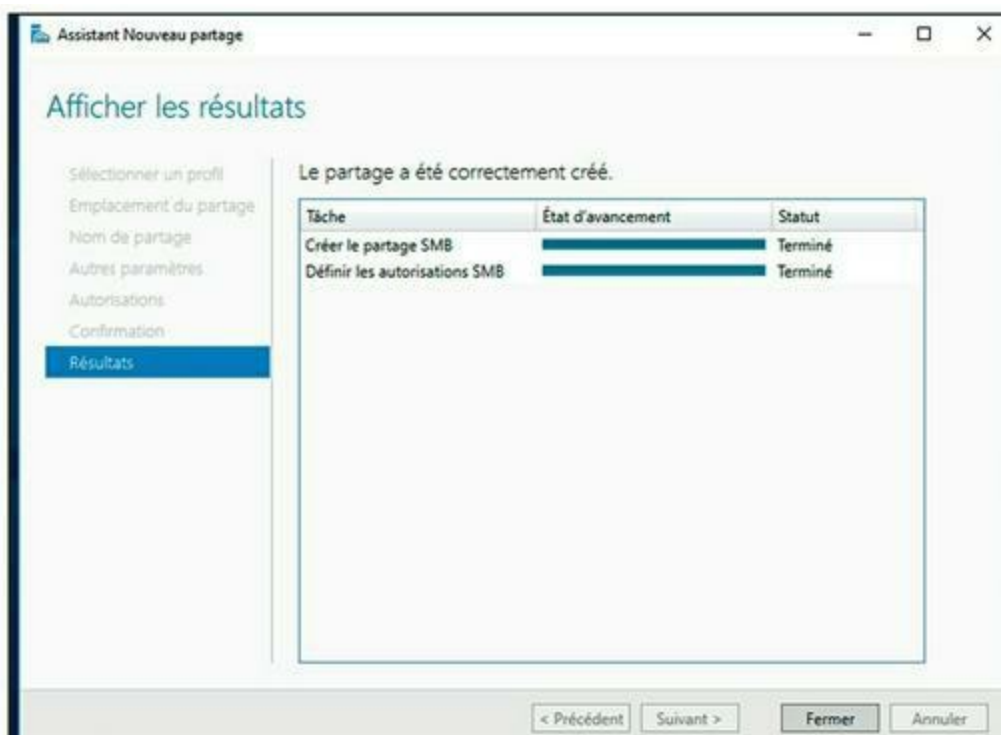 Assistant Nouveau partage
Afficher les résultats
Sélectionner un profil
Emplacement du partage
Nom de partage
Autres paramètres
Autorisations
Confirmation
Résultats
Le partage a été correctement créé.
Tâche État d'avancement Statut
Créer le partage SMB Terminé
Définir les autorisations SMB Terminé
< Précédent Suivant > Fermer Annuler